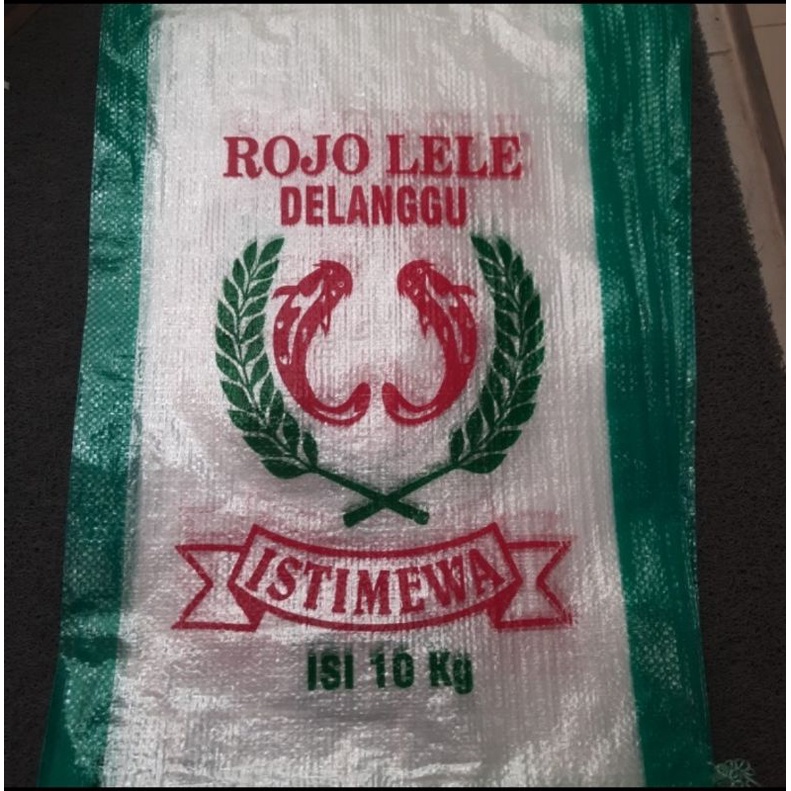 ROJO LELE
DELANGGU
ISTIMEWA
ISI 10 Kg